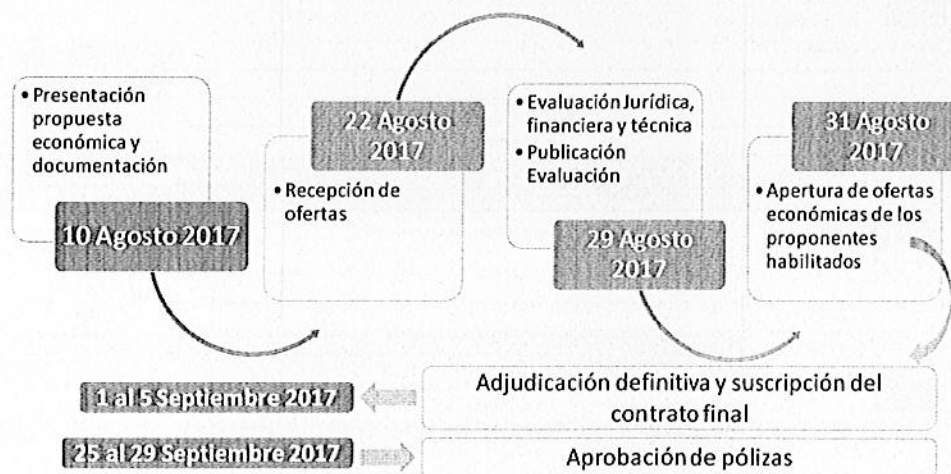 • Presentación
propuesta
económica y
documentación
10 Agosto 2017
22 Agosto
2017
• Recepción de
ofertas
• Evaluación Jurídica,
financiera y técnica
• Publicación
Evaluación
29 Agosto
2017
31 Agosto
2017
• Apertura de ofertas
económicas de los
proponentes
habilitados
Adjudicación definitiva y suscripción del
contrato final
1 al 5 Septiembre 2017
25 al 29 Septiembre 2017
Aprobación de pólizas